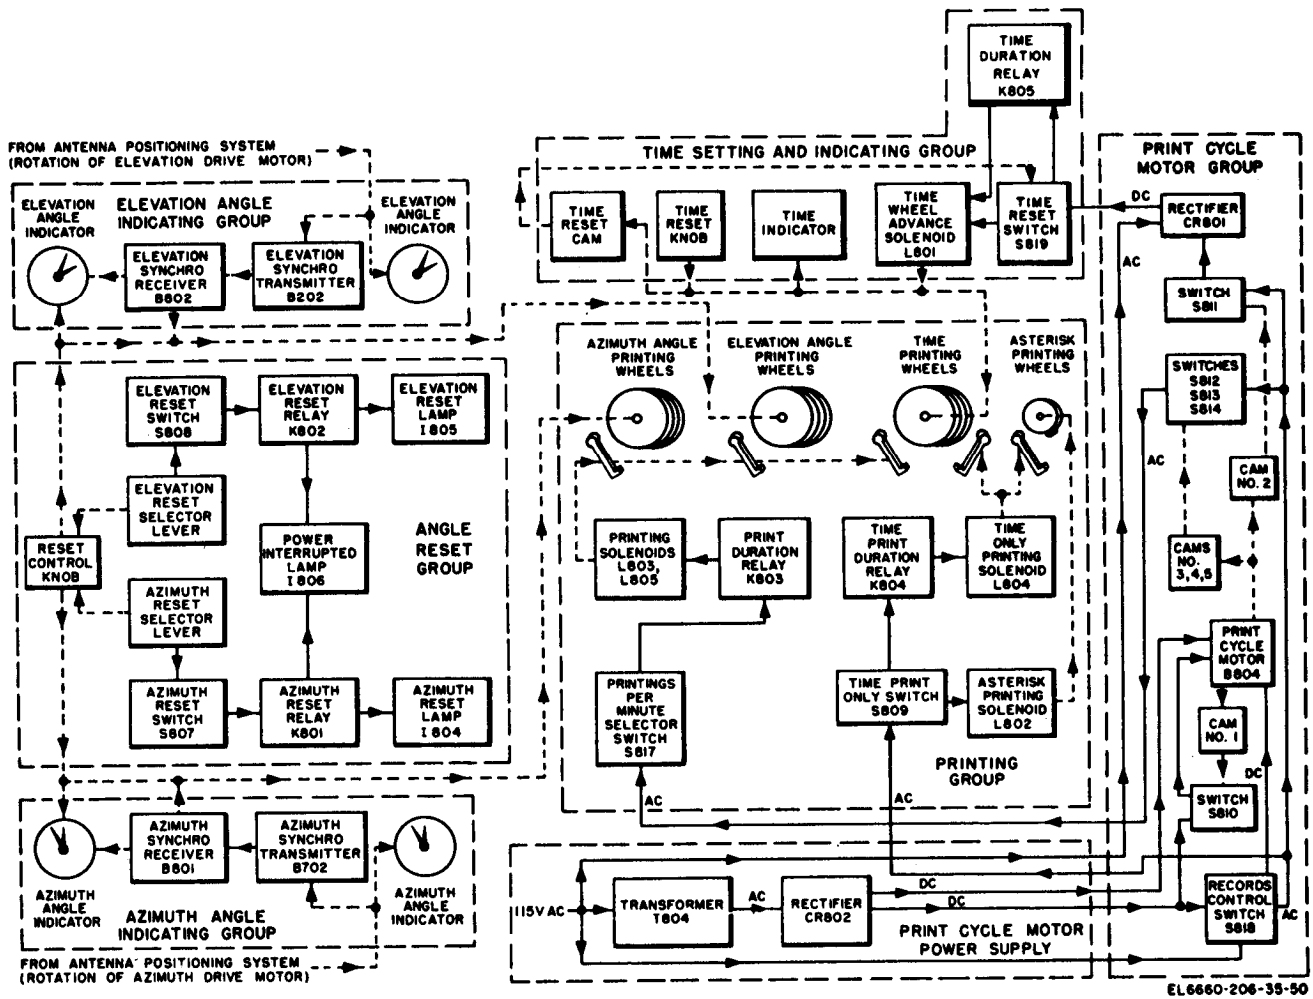 TIME
DURATION
RELAY
K805
FROM ANTENNA POSITIONING SYSTEM
(ROTATION OF ELEVATION DRIVE MOTOR)
TIME SETTING AND INDICATING GROUP
PRINT CYCLE
MOTOR GROUP
ELEVATION
ANGLE
INDICATOR
ELEVATION ANGLE
INDICATING GROUP
ELEVATION
ANGLE
INDICATOR
ELEVATION
SYNCHRO
RECEIVER
B802
ELEVATION
SYNCHRO
TRANSMITTER
B202
TIME
RESET
CAM
TIME
RESET
KNOB
TIME
INDICATOR
TIME
WHEEL
ADVANCE
SOLENOID
L801
TIME
RESET
SWITCH
S819
DC
RECTIFIER
CR801
AC
SWITCH
S811
AZIMUTH ANGLE
PRINTING
WHEELS
ELEVATION ANGLE
PRINTING
WHEELS
TIME
PRINTING
WHEELS
ASTERISK
PRINTING
WHEELS
SWITCHES
S812
S813
S814
AC
ELEVATION
RESET
SWITCH
S808
ELEVATION
RESET
RELAY
K802
ELEVATION
RESET
LAMP
I805
CAM
NO. 2
ELEVATION
RESET
SELECTOR
LEVER
RESET
CONTROL
KNOB
POWER
INTERRUPTED
LAMP
I806
ANGLE
RESET
GROUP
AZIMUTH
RESET
SELECTOR
LEVER
PRINTING
SOLENOIDS
L803,
L805
PRINT
DURATION
RELAY
K803
TIME
PRINT
DURATION
RELAY
K804
TIME
ONLY
PRINTING
SOLENOID
L804
CAMS
NO.
3,4,5
PRINT
CYCLE
MOTOR
B804
AZIMUTH
RESET
SWITCH
S807
AZIMUTH
RESET
RELAY
K801
AZIMUTH
RESET
LAMP
I804
PRINTINGS
PER
MINUTE
SELECTOR
SWITCH
S817
TIME PRINT
ONLY SWITCH
S809
ASTERISK
PRINTING
SOLENOID
L802
CAM
NO. 1
PRINTING
GROUP
DC
AC
AC
SWITCH
S810
AZIMUTH
SYNCHRO
RECEIVER
B801
AZIMUTH
SYNCHRO
TRANSMITTER
B702
AZIMUTH
ANGLE
INDICATOR
AZIMUTH
ANGLE
INDICATOR
AZIMUTH ANGLE
INDICATING GROUP
115V AC
TRANSFORMER
T804
AC
RECTIFIER
CR802
DC
DC
RECORDS
CONTROL
SWITCH
S818
AC
PRINT CYCLE MOTOR
POWER SUPPLY
FROM ANTENNA POSITIONING SYSTEM
(ROTATION OF AZIMUTH DRIVE MOTOR)
EL6660-206-35-50